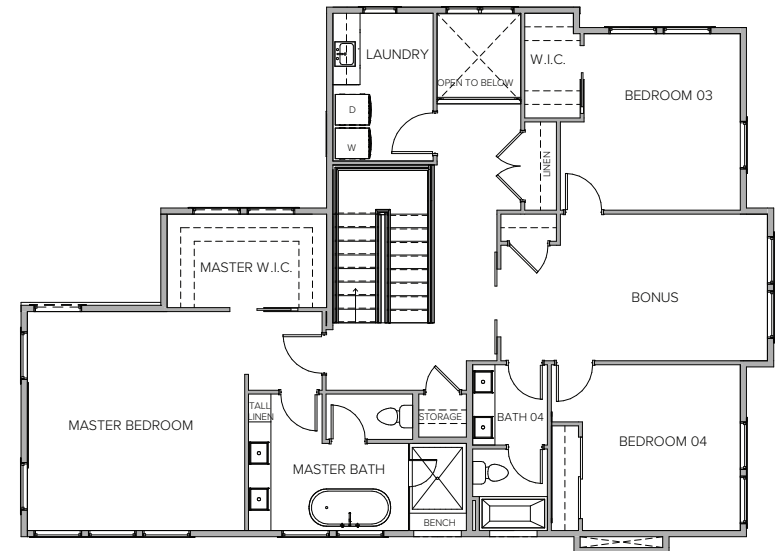 LAUNDRY
OPEN TO BELOW
W.I.C.
BEDROOM 03
D
W
LINEN
MASTER W.I.C.
BONUS
MASTER BEDROOM
TALL
LINEN
STORAGE
BATH 04
BEDROOM 04
MASTER BATH
BENCH